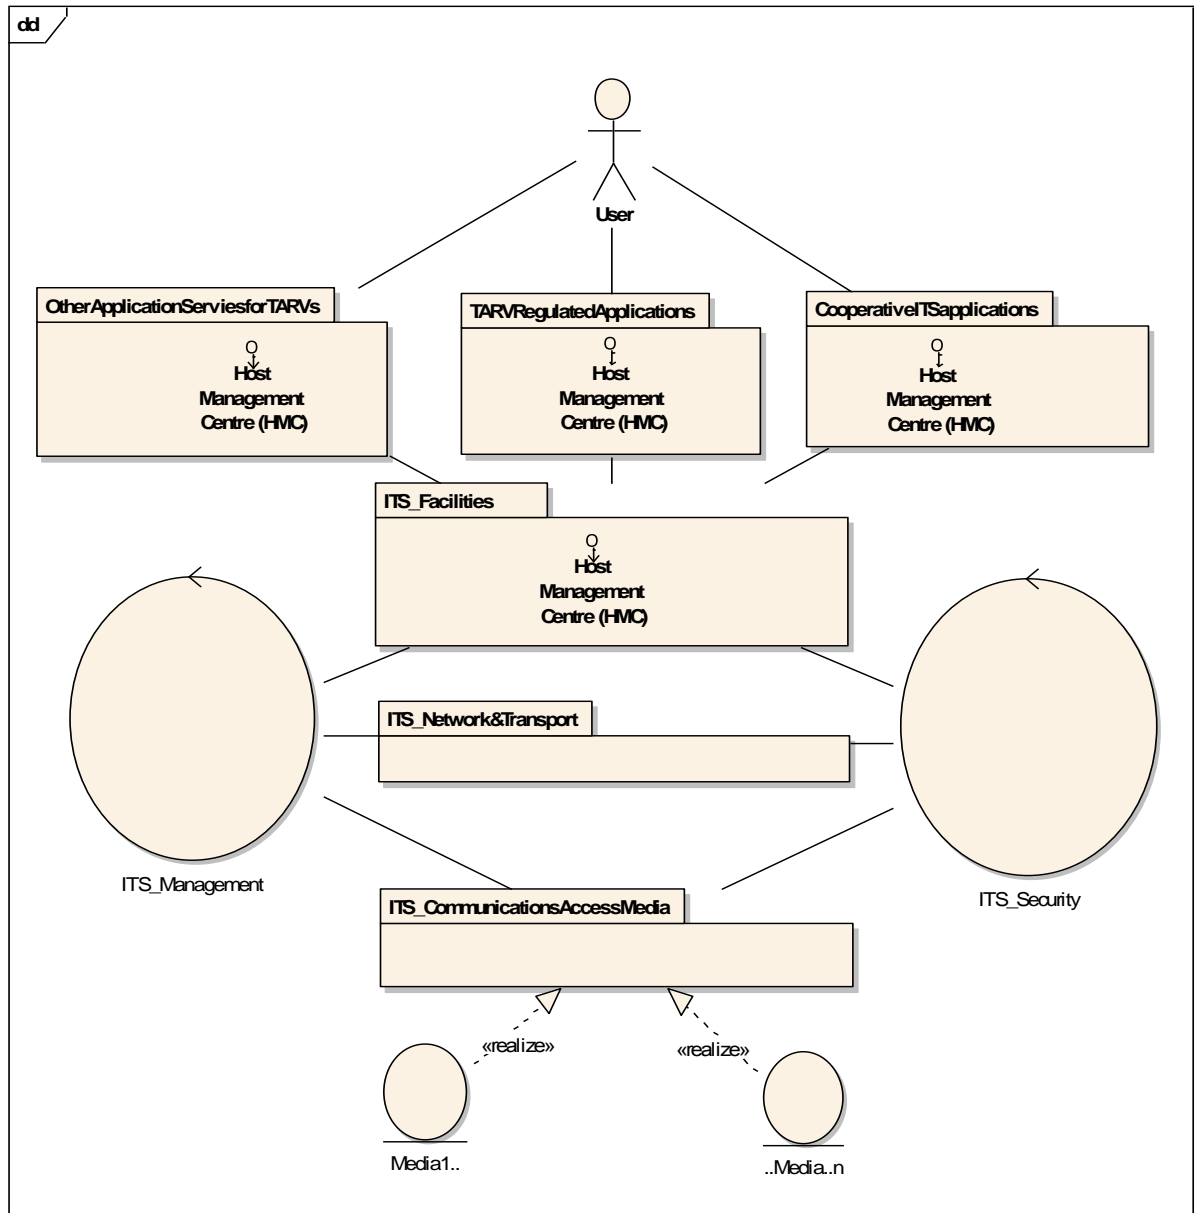 dd
User
OtherApplicationServiesforTARVs
Host
Management
Centre (HMC)
TARVRegulatedApplications
Host
Management
Centre (HMC)
CooperativeITSapplications
Host
Management
Centre (HMC)
ITS_Facilities
Host
Management
Centre (HMC)
ITS_Network&Transport
ITS_Management
ITS_Security
ITS_CommunicationsAccessMedia
«realize»
«realize»
Media1..
..Media..n